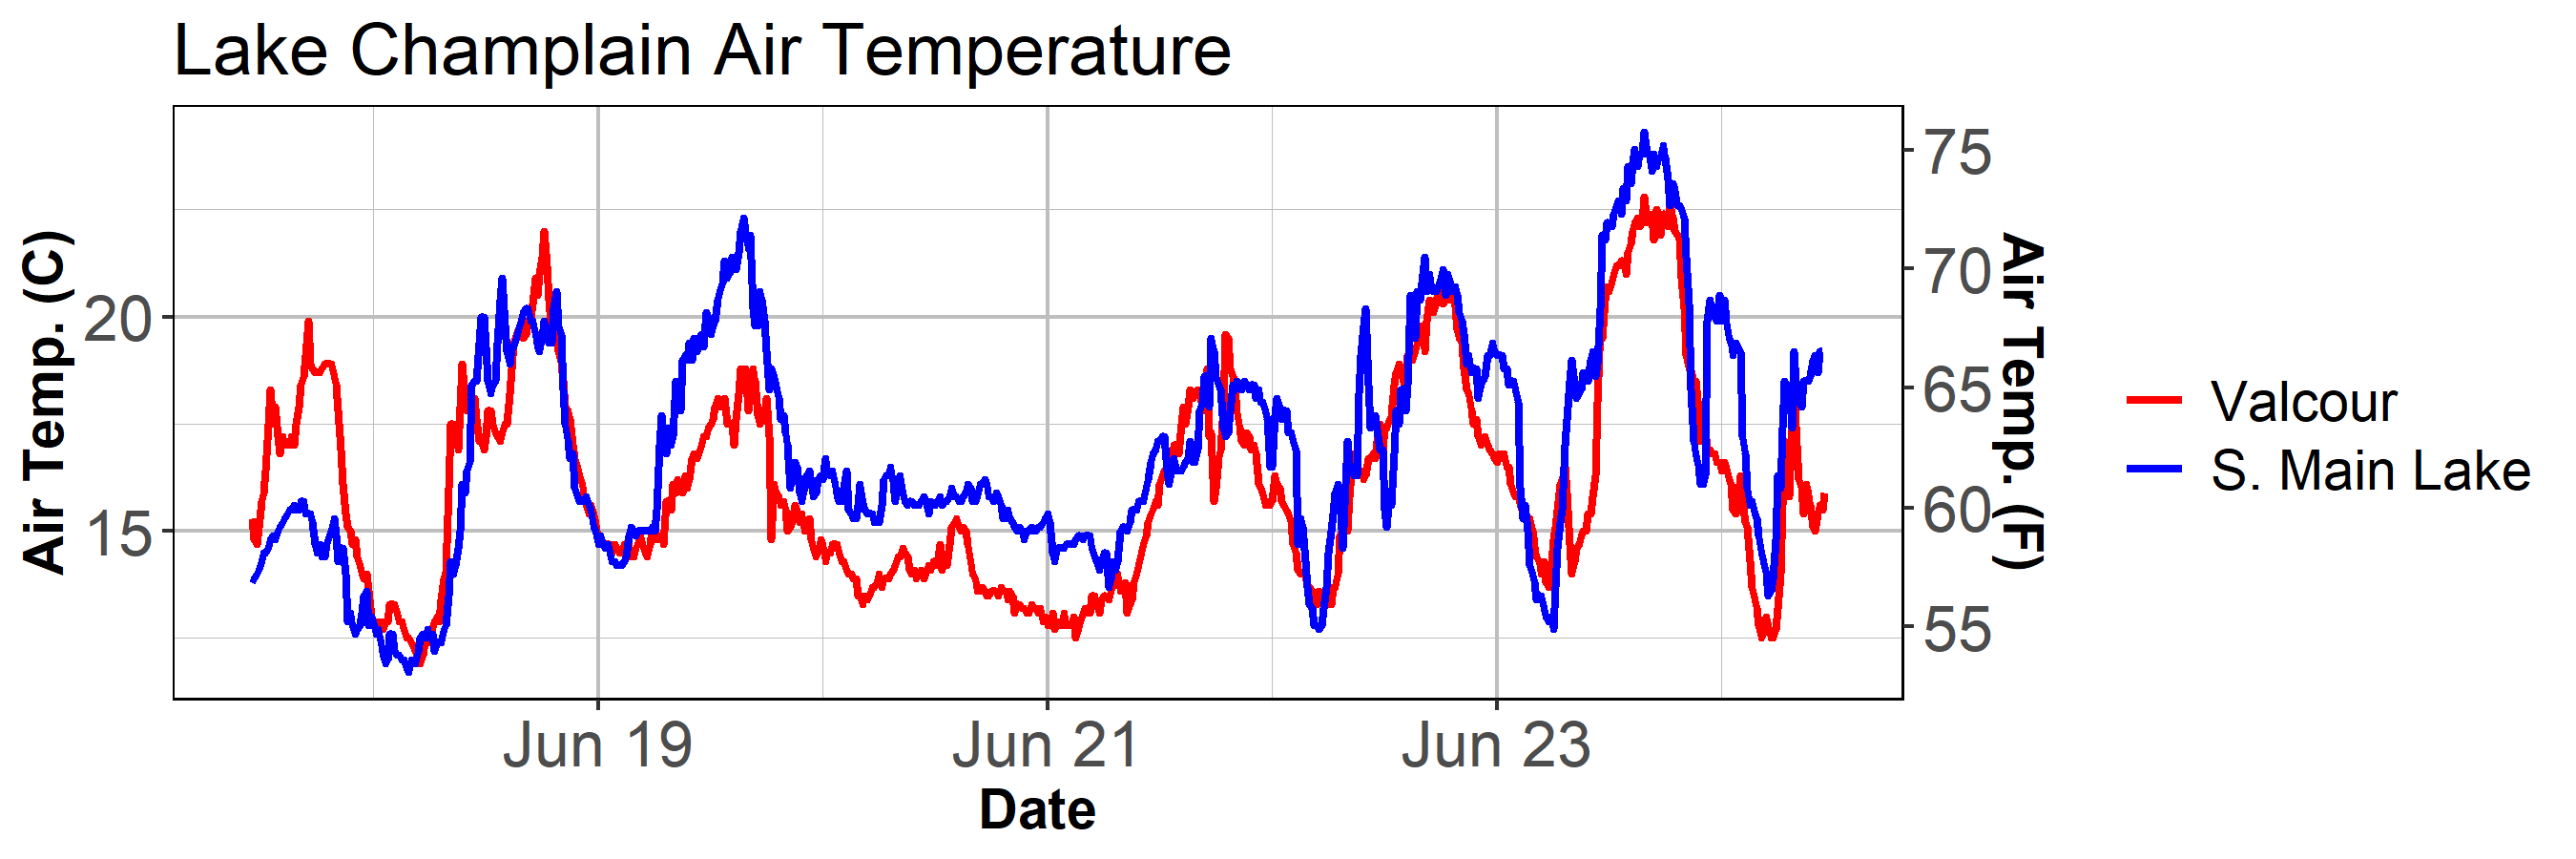 Lake Champlain Air Temperature
Air Temp. (C)
20
15
75
70
65
60
55
Air Temp. (F)
Jun 19
Jun 21
Jun 23
Date
Valcour
S. Main Lake